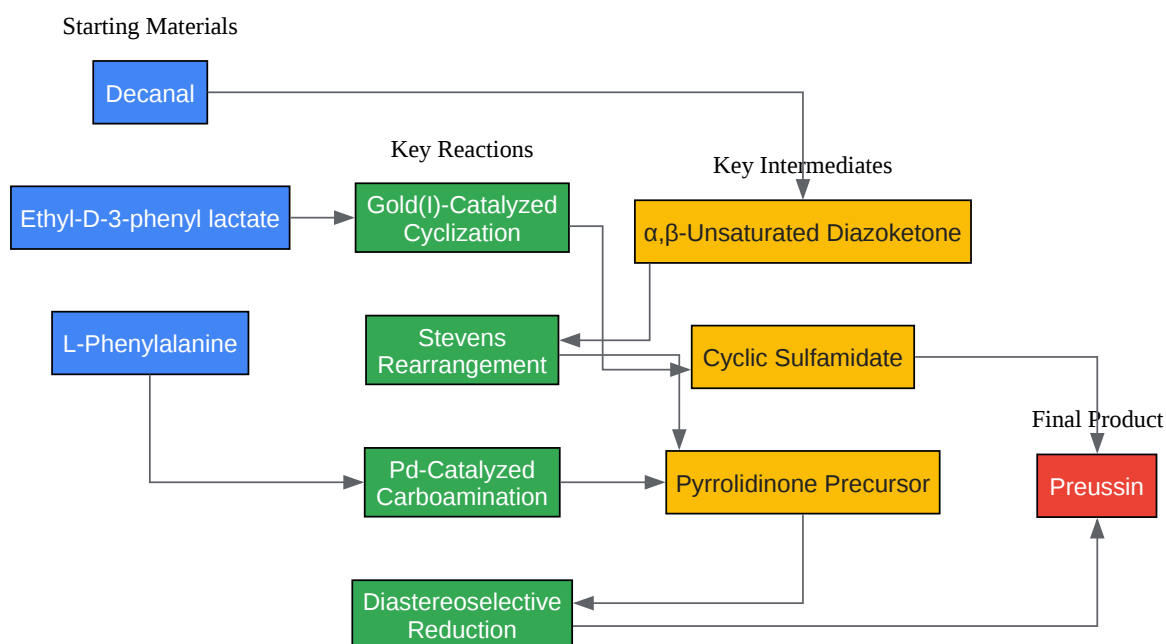 Starting Materials
Decanal
Key Reactions
Key Intermediates
Ethyl-D-3-phenyl lactate
Gold(I)-Catalyzed
Cyclization
α,β-Unsaturated Diazoketone
L-Phenylalanine
Stevens
Rearrangement
Cyclic Sulfamidate
Final Product
Pd-Catalyzed
Carboamination
Pyrrolidinone Precursor
Preussin
Diastereoselective
Reduction